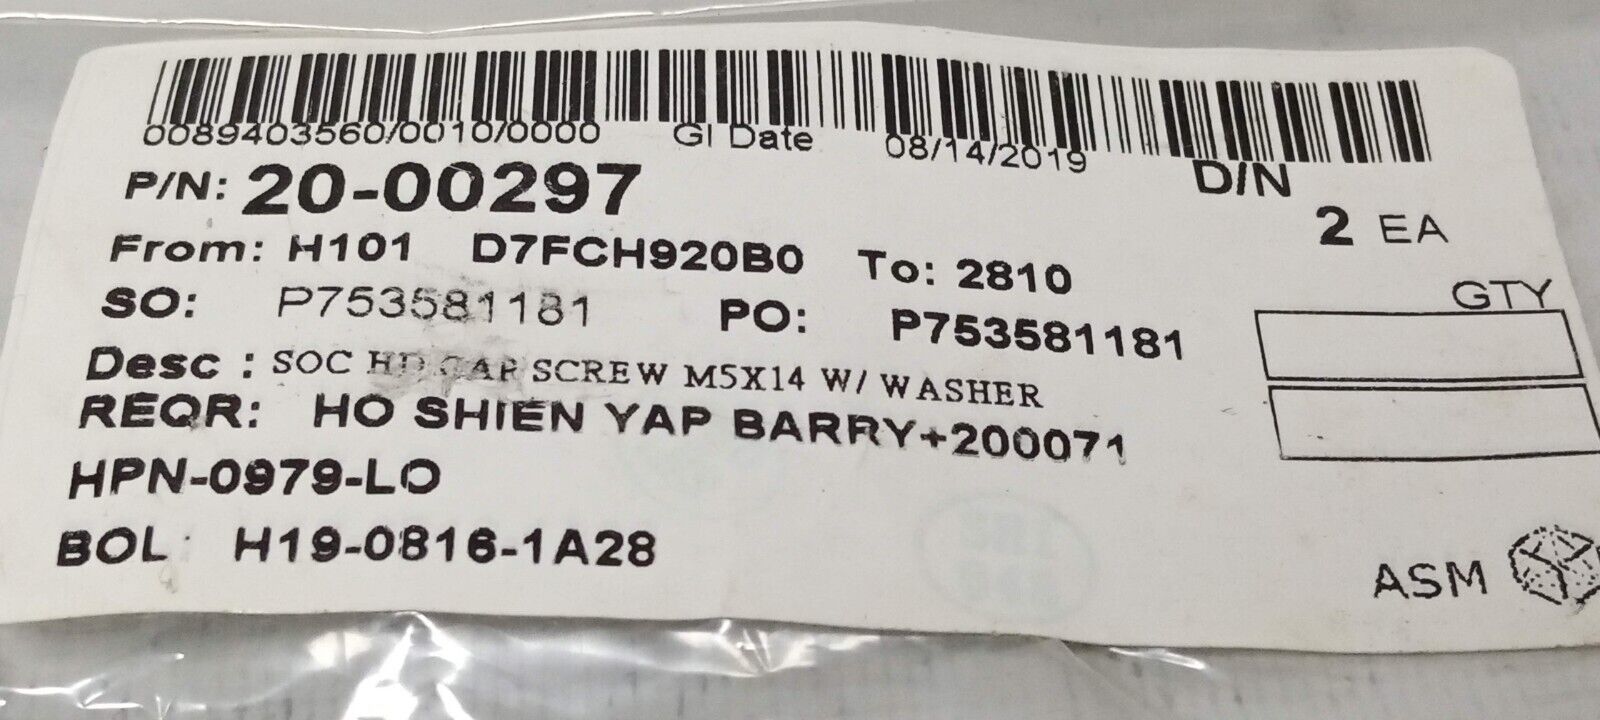 0089403560/0010/0000 GI Date 08/14/2019 D/N
P/N: 20-00297 2 EA
From: H101 D7FCH920B0 To: 2810
GTY
SO: P753581181 PO: P753581181
Desc : SOC HD CAP SCREW M5X14 W/ WASHER
REQR: HO SHIEN YAP BARRY+200071
HPN-0979-LO
BOL: H19-0816-1A28
ASM